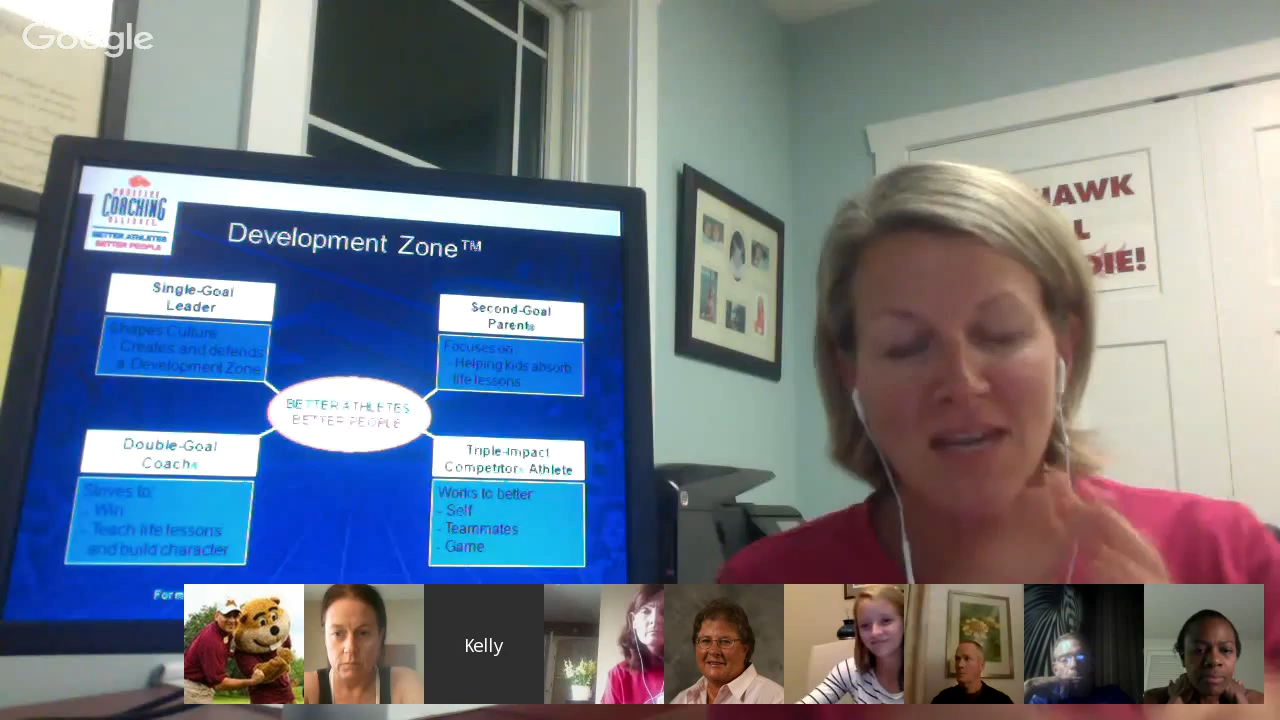 Google
POSITIVE
COACHING
ALLIANCE
BETTER ATHLETES
BETTER PEOPLE
Development Zone™
Single-Goal
Leader
Shapes Culture
- Creates and defends
a Development Zone
Second-Goal
Parents
Focuses on
Helping kids absorb
life lessons
BETTER ATHLETES
BETTER PEOPLE
Double-Goal
Coach
Strives to:
- Win
- Teach life lessons
and build character
Triple-Impact
Competitor Athlete
Works to better
- Self
- Teammates
- Game
HAWK
L
DIE!
Kelly